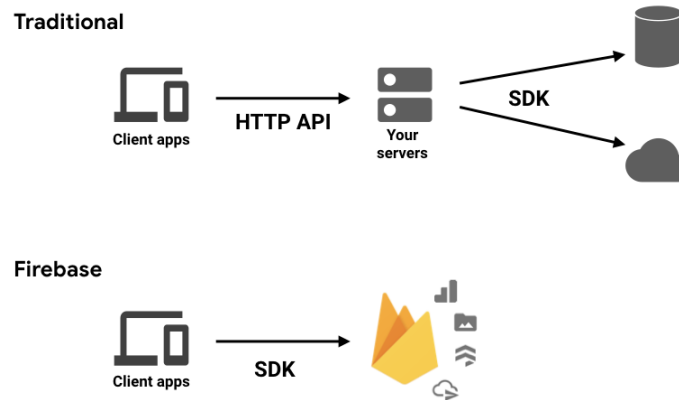 Traditional
Client apps
HTTP API
Your
servers
SDK
Firebase
Client apps
SDK